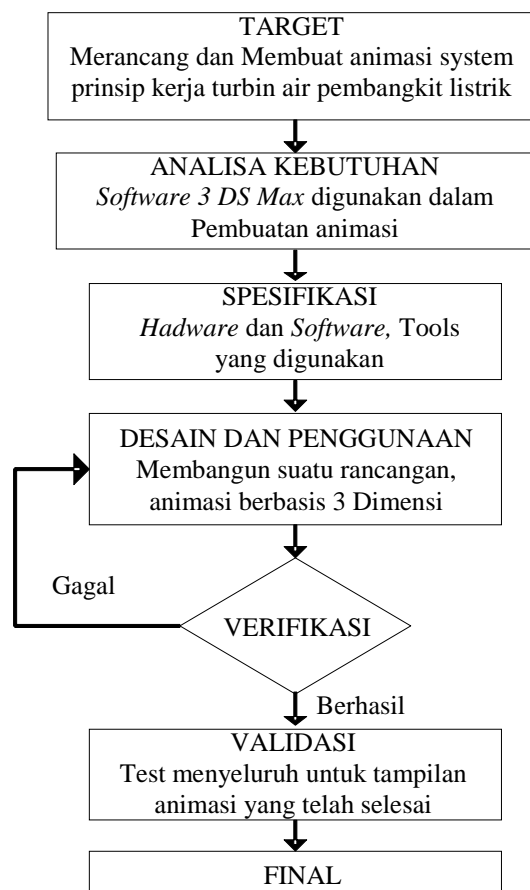 TARGET
Merancang dan Membuat animasi system
prinsip kerja turbin air pembangkit listrik
ANALISA KEBUTUHAN
Software 3 DS Max digunakan dalam
Pembuatan animasi
SPESIFIKASI
Hadware dan Software, Tools
yang digunakan
DESAIN DAN PENGGUNAAN
Membangun suatu rancangan,
animasi berbasis 3 Dimensi
Gagal
VERIFIKASI
Berhasil
VALIDASI
Test menyeluruh untuk tampilan
animasi yang telah selesai
FINAL